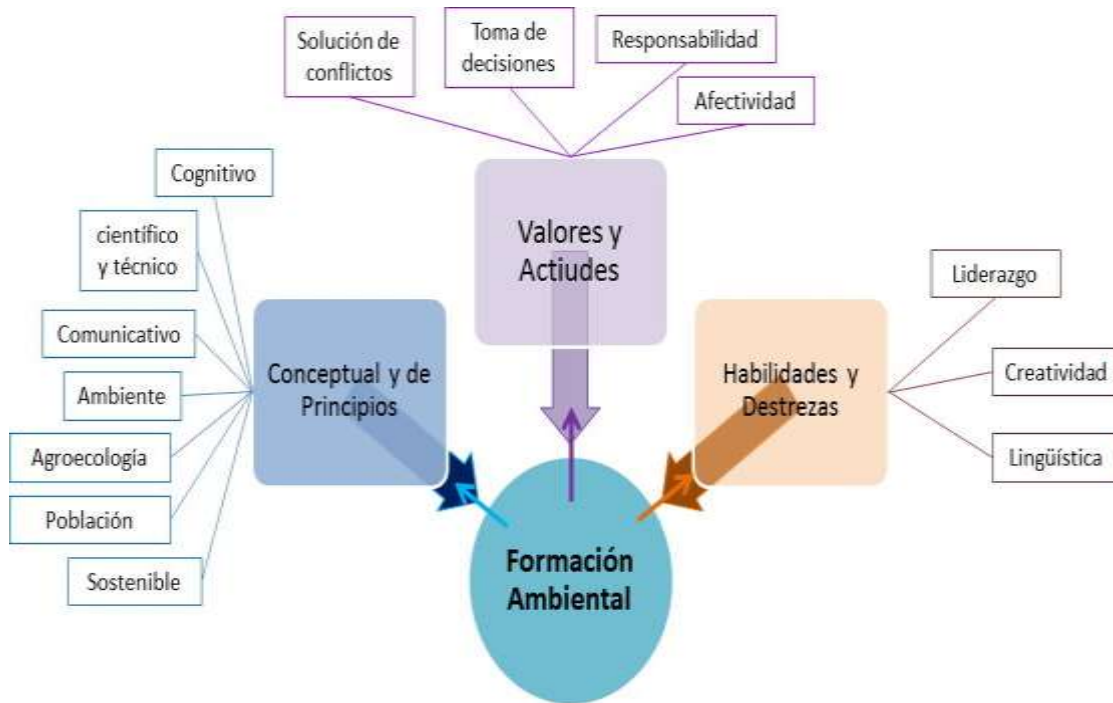 Solución de
conflictos
Toma de
decisiones
Responsabilidad
Afectividad
Cognitivo
científico
y técnico
Comunicativo
Ambiente
Agroecología
Población
Sostenible
Valores y
Actiudes
Conceptual y de
Principios
Habilidades y
Destrezas
Liderazgo
Creatividad
Lingüística
Formación
Ambiental